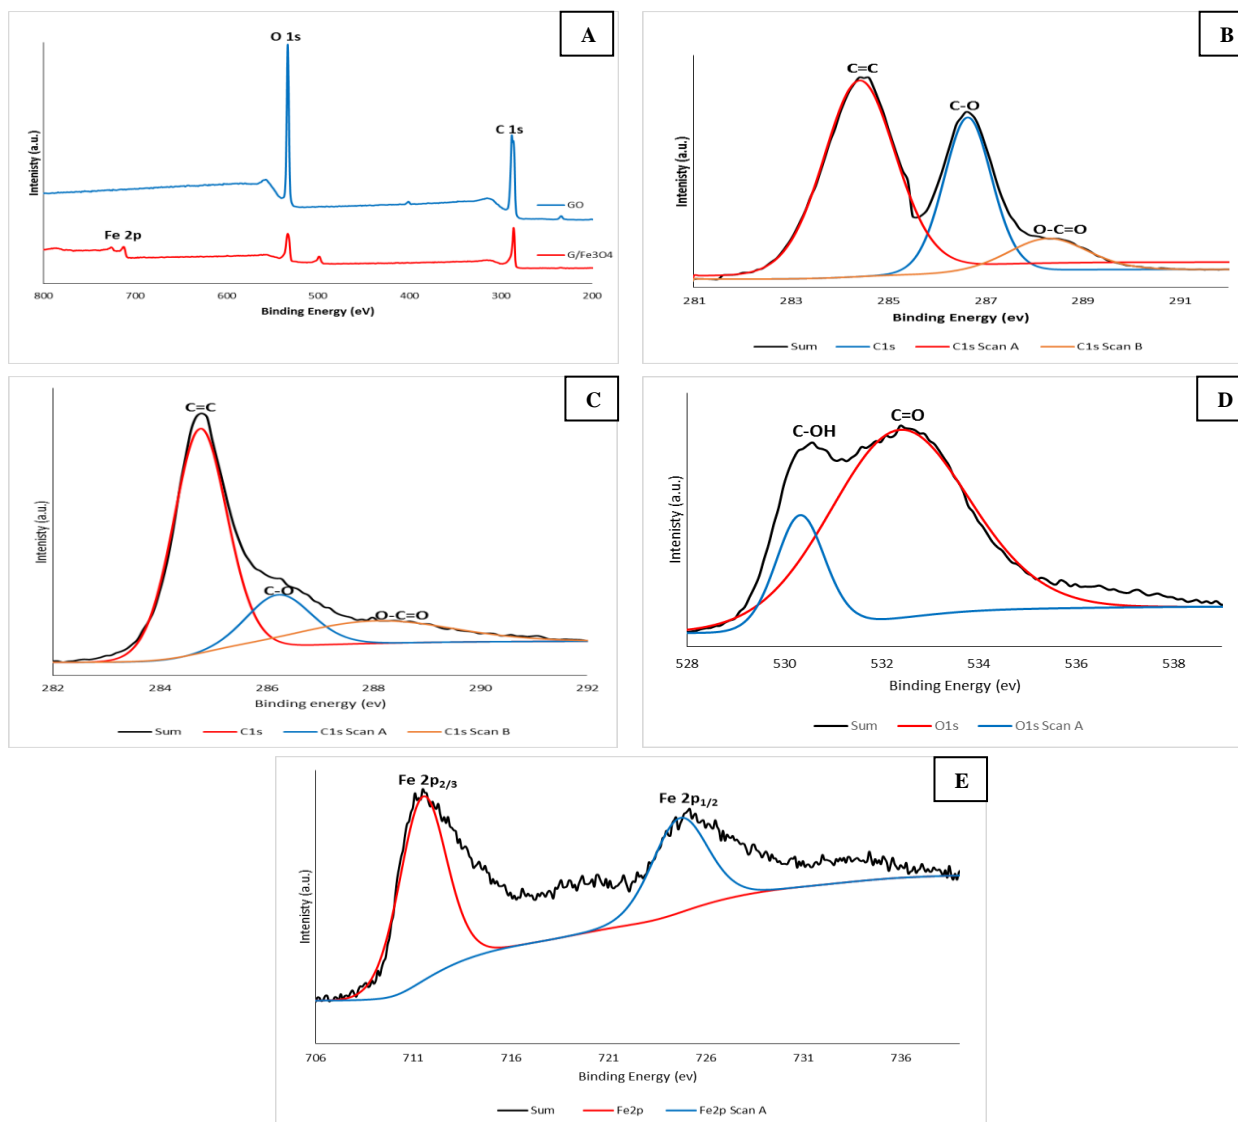 A
O 1s
C 1s
Fe 2p
GO
G/Fe3O4
Intenisty (a.u.)
800 700 600 500 400 300 200
Binding Energy (eV)
B
C=C
C-O
O-C=O
Intenisty (a.u.)
281 283 285 287 289 291
Binding Energy (ev)
Sum C1s C1s Scan A C1s Scan B
C
C=C
C-O
O-C=O
Intenisty (a.u.)
282 284 286 288 290 292
Binding energy (ev)
Sum C1s C1s Scan A C1s Scan B
D
C-OH
C=O
Intenisty (a.u.)
528 530 532 534 536 538
Binding Energy (ev)
Sum O1s O1s Scan A
E
Fe 2p2/3
Fe 2p1/2
Intenisty (a.u.)
706 711 716 721 726 731 736
Binding Energy (ev)
Sum Fe2p Fe2p Scan A